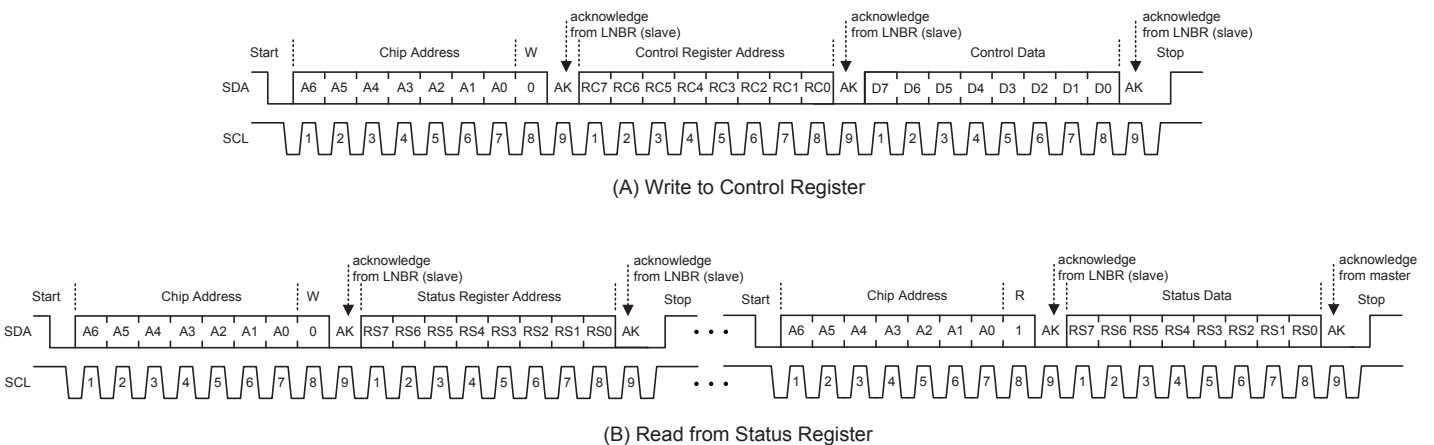 acknowledge acknowledge acknowledge
from LNBR (slave) from LNBR (slave) from LNBR (slave)
Start Chip Address W Control Register Address Control Data Stop
SDA A6 A5 A4 A3 A2 A1 A0 0 AK RC7 RC6 RC5 RC4 RC3 RC2 RC1 RC0 AK D7 D6 D5 D4 D3 D2 D1 D0 AK
SCL 1 2 3 4 5 6 7 8 9 1 2 3 4 5 6 7 8 9 1 2 3 4 5 6 7 8 9
(A) Write to Control Register
acknowledge acknowledge acknowledge acknowledge
from LNBR (slave) from LNBR (slave) from LNBR (slave) from master
Start Chip Address W Status Register Address Stop Start Chip Address R Status Data Stop
SDA A6 A5 A4 A3 A2 A1 A0 0 AK RS7 RS6 RS5 RS4 RS3 RS2 RS1 RS0 AK A6 A5 A4 A3 A2 A1 A0 1 AK RS7 RS6 RS5 RS4 RS3 RS2 RS1 RS0 AK
SCL 1 2 3 4 5 6 7 8 9 1 2 3 4 5 6 7 8 9 1 2 3 4 5 6 7 8 9 1 2 3 4 5 6 7 8 9
(B) Read from Status Register